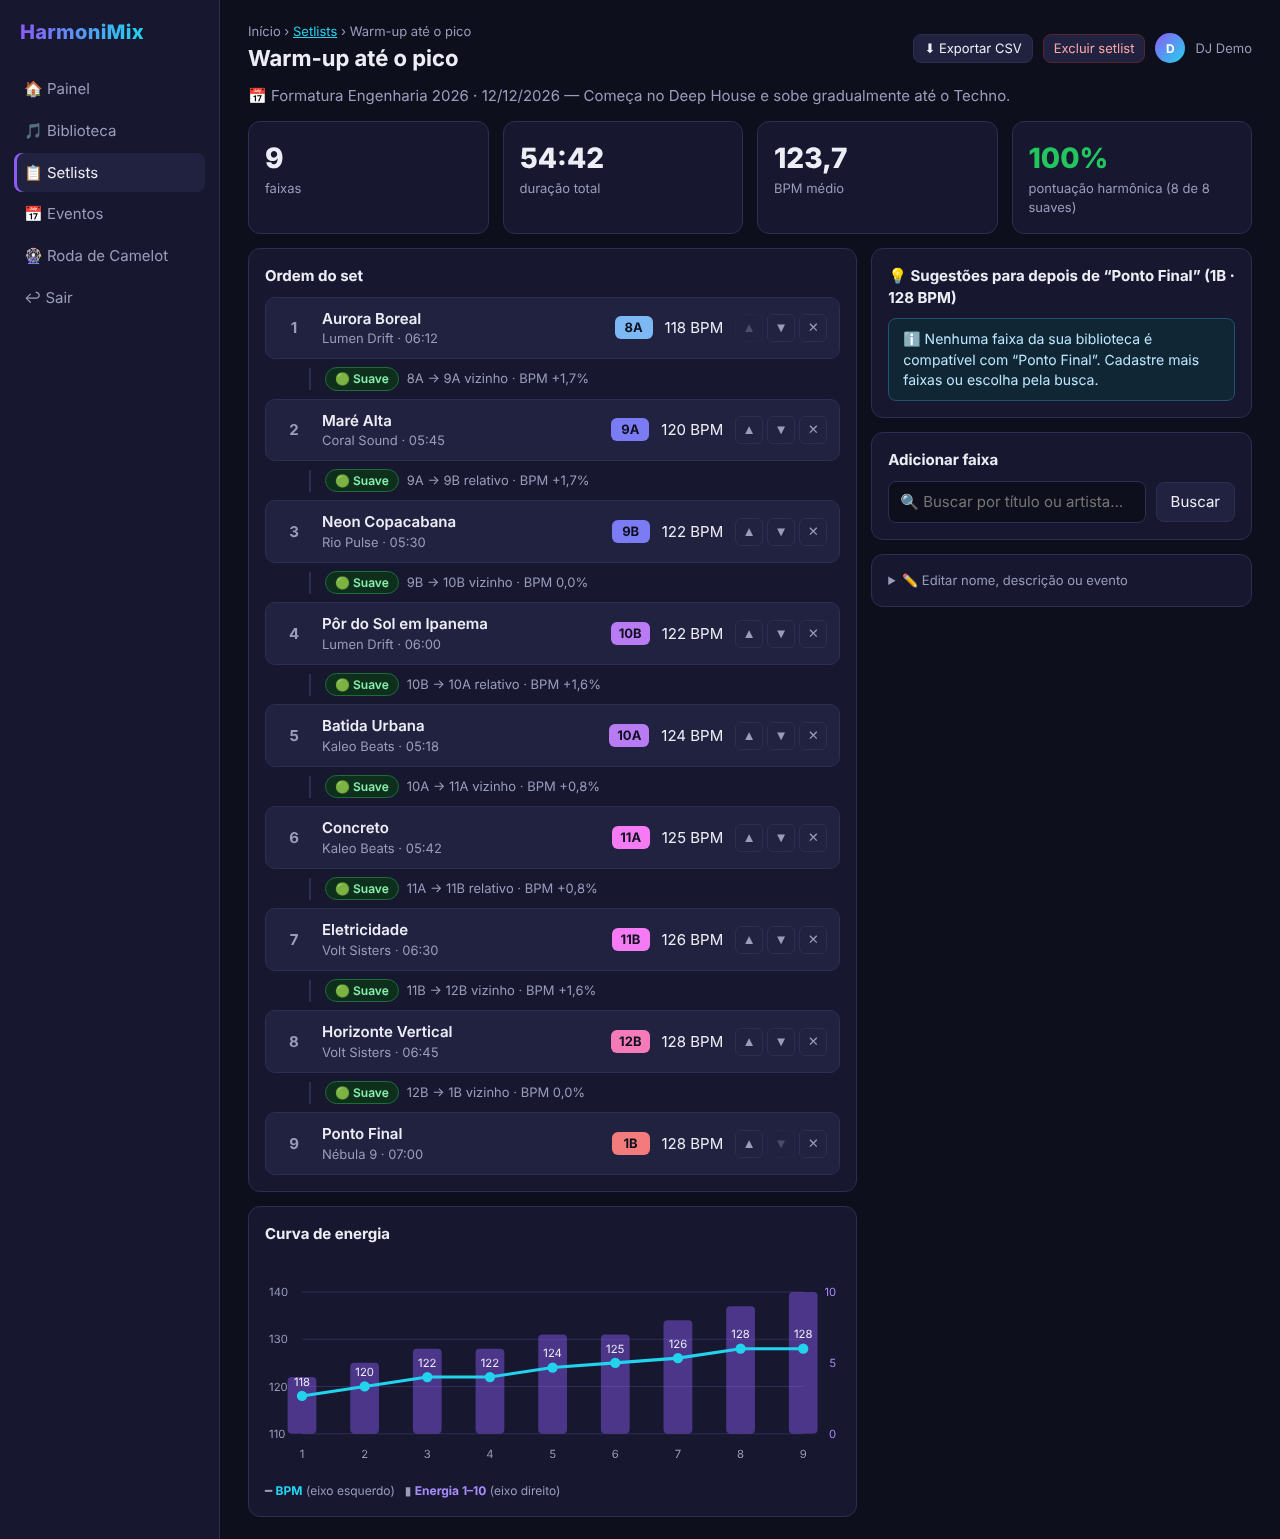 HarmoniMix
🏠 Painel
🎵 Biblioteca
📋 Setlists
📅 Eventos
🎡 Roda de Camelot
↩ Sair
Início › Setlists › Warm-up até o pico
Warm-up até o pico
⬇ Exportar CSV
Excluir setlist
D
DJ Demo
📅 Formatura Engenharia 2026 · 12/12/2026 — Começa no Deep House e sobe gradualmente até o Techno.
9
faixas
54:42
duração total
123,7
BPM médio
100%
pontuação harmônica (8 de 8
suaves)
Ordem do set
1
Aurora Boreal
Lumen Drift · 06:12
8A 118 BPM ▲ ▼ ✕
🟢 Suave 8A → 9A vizinho · BPM +1,7%
2
Maré Alta
Coral Sound · 05:45
9A 120 BPM ▲ ▼ ✕
🟢 Suave 9A → 9B relativo · BPM +1,7%
3
Neon Copacabana
Rio Pulse · 05:30
9B 122 BPM ▲ ▼ ✕
🟢 Suave 9B → 10B vizinho · BPM 0,0%
4
Pôr do Sol em Ipanema
Lumen Drift · 06:00
10B 122 BPM ▲ ▼ ✕
🟢 Suave 10B → 10A relativo · BPM +1,6%
5
Batida Urbana
Kaleo Beats · 05:18
10A 124 BPM ▲ ▼ ✕
🟢 Suave 10A → 11A vizinho · BPM +0,8%
6
Concreto
Kaleo Beats · 05:42
11A 125 BPM ▲ ▼ ✕
🟢 Suave 11A → 11B relativo · BPM +0,8%
7
Eletricidade
Volt Sisters · 06:30
11B 126 BPM ▲ ▼ ✕
🟢 Suave 11B → 12B vizinho · BPM +1,6%
8
Horizonte Vertical
Volt Sisters · 06:45
12B 128 BPM ▲ ▼ ✕
🟢 Suave 12B → 1B vizinho · BPM 0,0%
9
Ponto Final
Nébula 9 · 07:00
1B 128 BPM ▲ ▼ ✕
💡 Sugestões para depois de “Ponto Final” (1B ·
128 BPM)
ℹ️ Nenhuma faixa da sua biblioteca é
compatível com “Ponto Final”. Cadastre mais
faixas ou escolha pela busca.
Adicionar faixa
🔍 Buscar por título ou artista…
Buscar
▶ ✏️ Editar nome, descrição ou evento
Curva de energia
140 10
130
120 5
110 0
118 120 122 122 124 125 126 128 128
1 2 3 4 5 6 7 8 9
━ BPM (eixo esquerdo) ▮ Energia 1–10 (eixo direito)